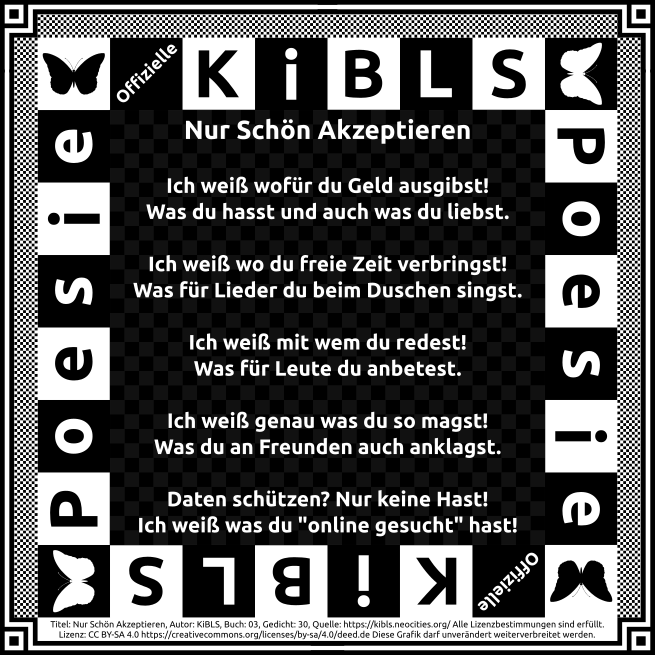 Offizielle KiBLS
Poesie
Poesie
Nur Schön Akzeptieren
Ich weiß wofür du Geld ausgibst!
Was du hasst und auch was du liebst.
Ich weiß wo du freie Zeit verbringst!
Was für Lieder du beim Duschen singst.
Ich weiß mit wem du redest!
Was für Leute du anbetest.
Ich weiß genau was du so magst!
Was du an Freunden auch anklagst.
Daten schützen? Nur keine Hast!
Ich weiß was du "online gesucht" hast!
Offizielle KiBLS
Titel: Nur Schön Akzeptieren, Autor: KiBLS, Buch: 03, Gedicht: 30, Quelle: https://kibls.neocities.org/ Alle Lizenzbestimmungen sind erfüllt.
Lizenz: CC BY-SA 4.0 https://creativecommons.org/licenses/by-sa/4.0/deed.de Diese Grafik darf unverändert weiterverbreitet werden.